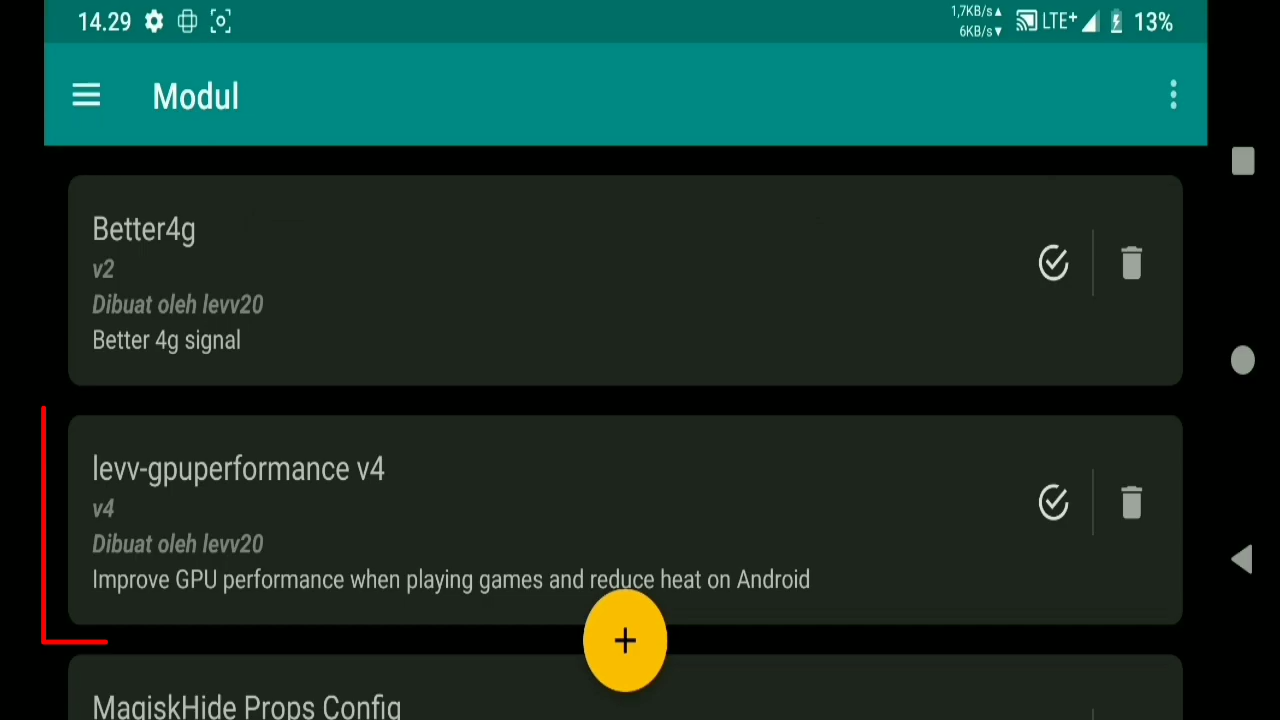 14.29
1,7KB/s▲
6KB/s▼
LTE+
13%
Modul
Better4g
v2
Dibuat oleh levv20
Better 4g signal
levv-gpuperformance v4
v4
Dibuat oleh levv20
Improve GPU performance when playing games and reduce heat on Android
+
MagiskHide Props Config